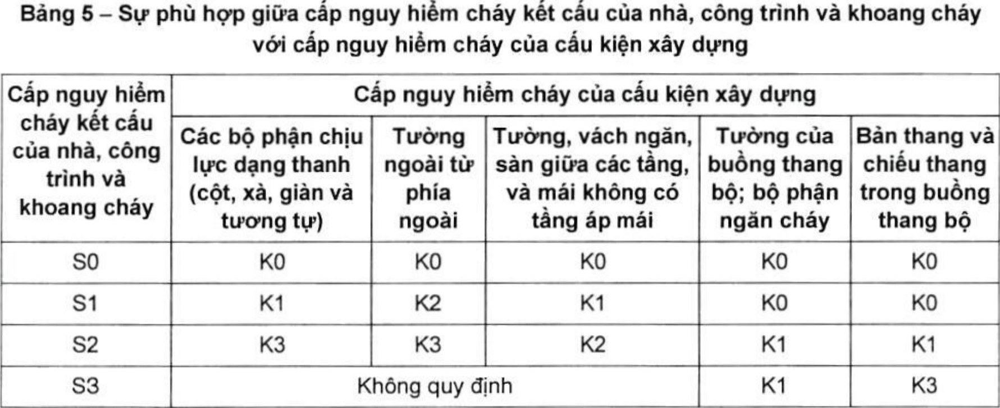 Bảng 5 – Sự phù hợp giữa cấp nguy hiểm cháy kết cấu của nhà, công trình và khoang cháy
với cấp nguy hiểm cháy của cấu kiện xây dựng
Cấp nguy hiểm
cháy kết cấu
của nhà, công
trình và
khoang cháy
Cấp nguy hiểm cháy của cấu kiện xây dựng
Các bộ phận chịu
lực dạng thanh
(cột, xà, giàn và
tương tự)
Tường
ngoài từ
phía
ngoài
Tường, vách ngăn,
sàn giữa các tầng,
và mái không có
tầng áp mái
Tường của
buồng thang
bộ; bộ phận
ngăn cháy
Bản thang và
chiếu thang
trong buồng
thang bộ
S0 K0 K0 K0 K0 K0
S1 K1 K2 K1 K0 K0
S2 K3 K3 K2 K1 K1
S3 Không quy định K1 K3